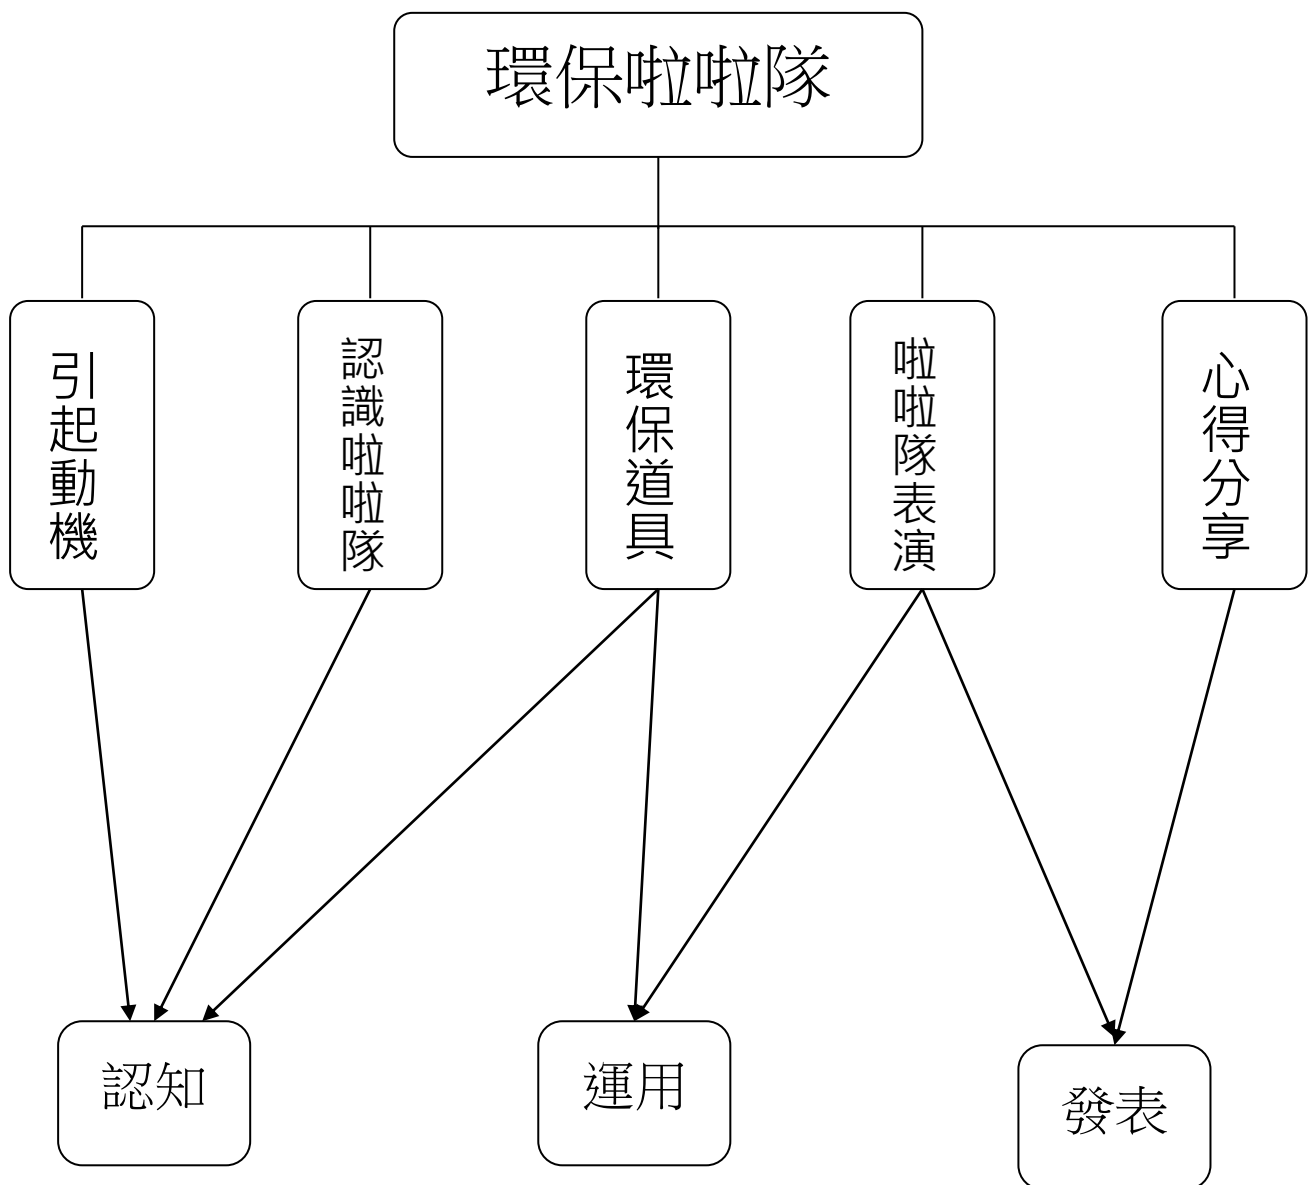 環保啦啦隊
引起動機
認識啦啦隊
環保道具
啦啦隊表演
心得分享
認知
運用
發表